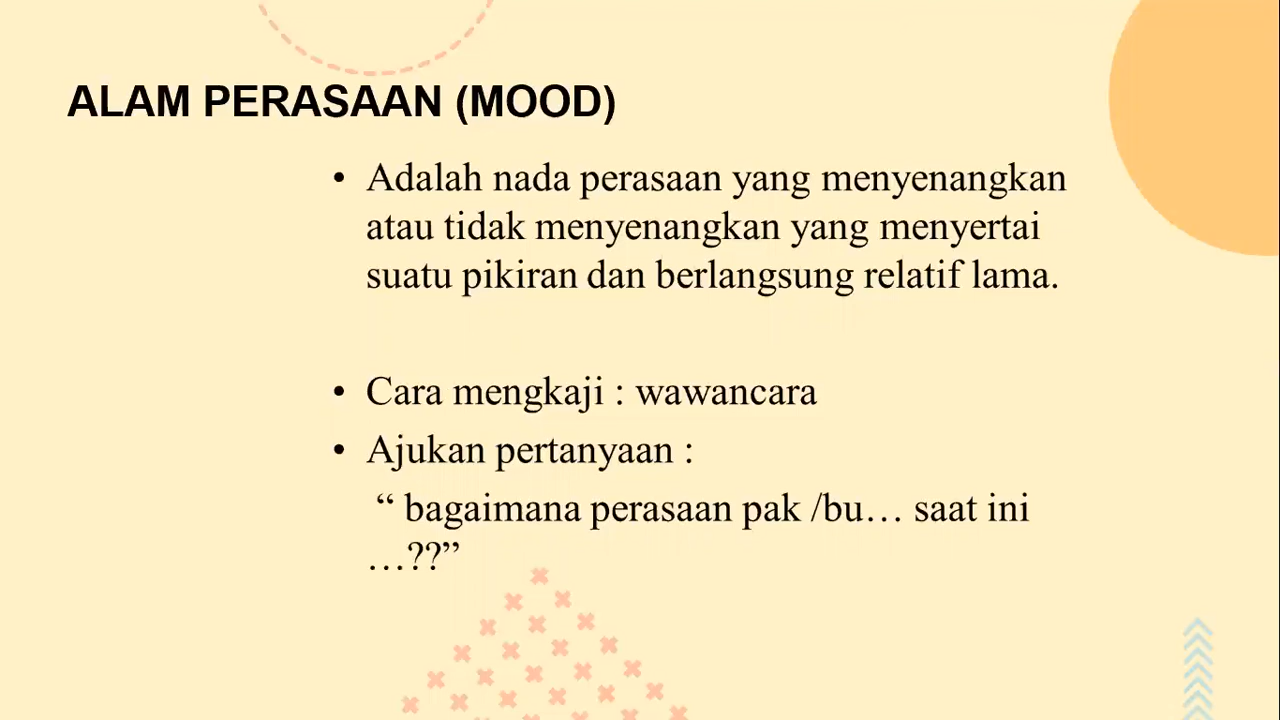 ALAM PERASAAN (MOOD)
• Adalah nada perasaan yang menyenangkan
atau tidak menyenangkan yang menyertai
suatu pikiran dan berlangsung relatif lama.
• Cara mengkaji : wawancara
• Ajukan pertanyaan :
“ bagaimana perasaan pak /bu… saat ini
…??”